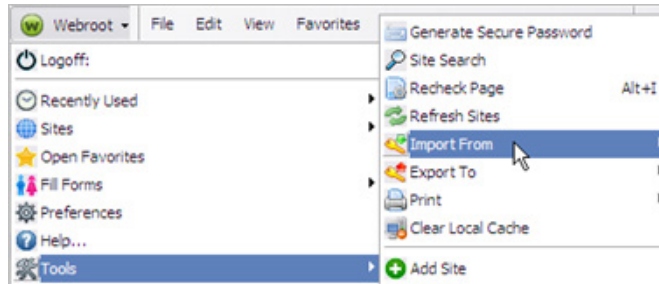 w Webroot File Edit View Favorites
Logoff:
Recently Used
Sites
Open Favorites
Fill Forms
Preferences
? Help...
Tools
Generate Secure Password
Site Search
Recheck Page Alt+I
Refresh Sites
Import From
Export To
Print
Clear Local Cache
Add Site